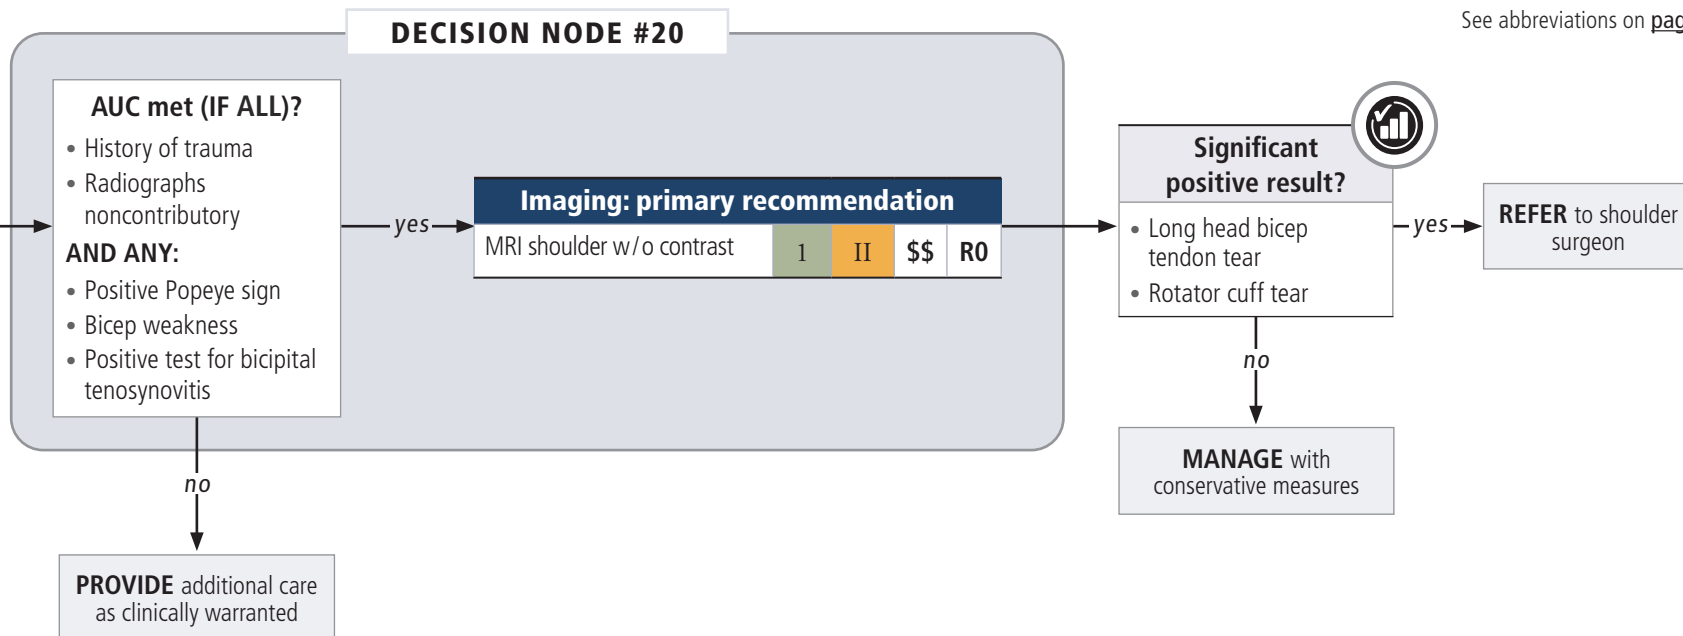 See abbreviations on
DECISION NODE #20
AUC met (IF ALL)?
• History of trauma
• Radiographs
noncontributory
AND ANY:
• Positive Popeye sign
• Bicep weakness
• Positive test for bicipital
tenosynovitis
yes
Imaging: primary recommendation
MRI shoulder w/o contrast 1 II $$ R0
Significant
positive result?
• Long head bicep
tendon tear
• Rotator cuff tear
yes
REFER to shoulder
surgeon
no
MANAGE with
conservative measures
no
PROVIDE additional care
as clinically warranted